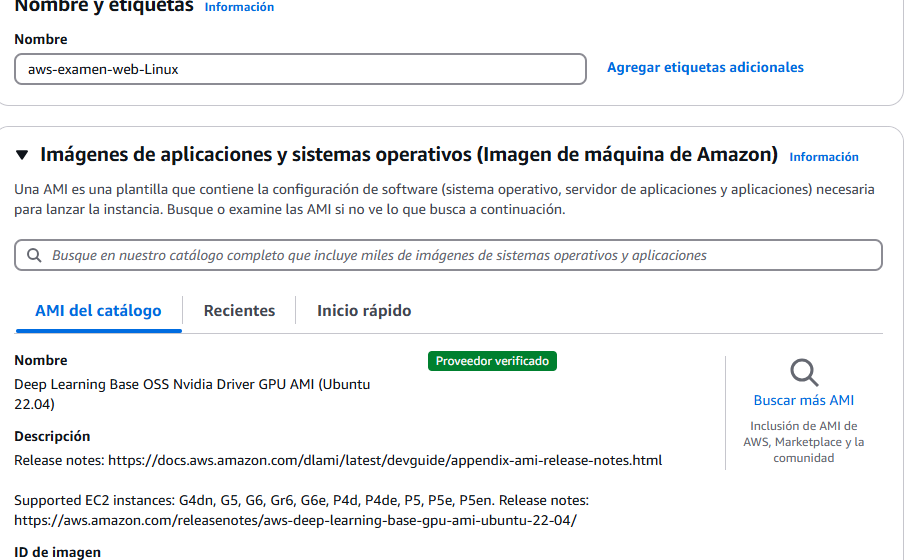 Nombre y etiquetas Información
Nombre
aws-examen-web-Linux
Agregar etiquetas adicionales
Imágenes de aplicaciones y sistemas operativos (Imagen de máquina de Amazon) Información
Una AMI es una plantilla que contiene la configuración de software (sistema operativo, servidor de aplicaciones y aplicaciones) necesaria
para lanzar la instancia. Busque o examine las AMI si no ve lo que busca a continuación.
Busque en nuestro catálogo completo que incluye miles de imágenes de sistemas operativos y aplicaciones
AMI del catálogo
Recientes
Inicio rápido
Nombre
Proveedor verificado
Deep Learning Base OSS Nvidia Driver GPU AMI (Ubuntu
22.04)
Descripción
Release notes: https://docs.aws.amazon.com/dlami/latest/devguide/appendix-ami-release-notes.html
Supported EC2 instances: G4dn, G5, G6, Gr6, G6e, P4d, P4de, P5, P5e, P5en. Release notes:
https://aws.amazon.com/releasenotes/aws-deep-learning-base-gpu-ami-ubuntu-22-04/
ID de imagen
Buscar más AMI
Inclusión de AMI de
AWS, Marketplace y la
comunidad